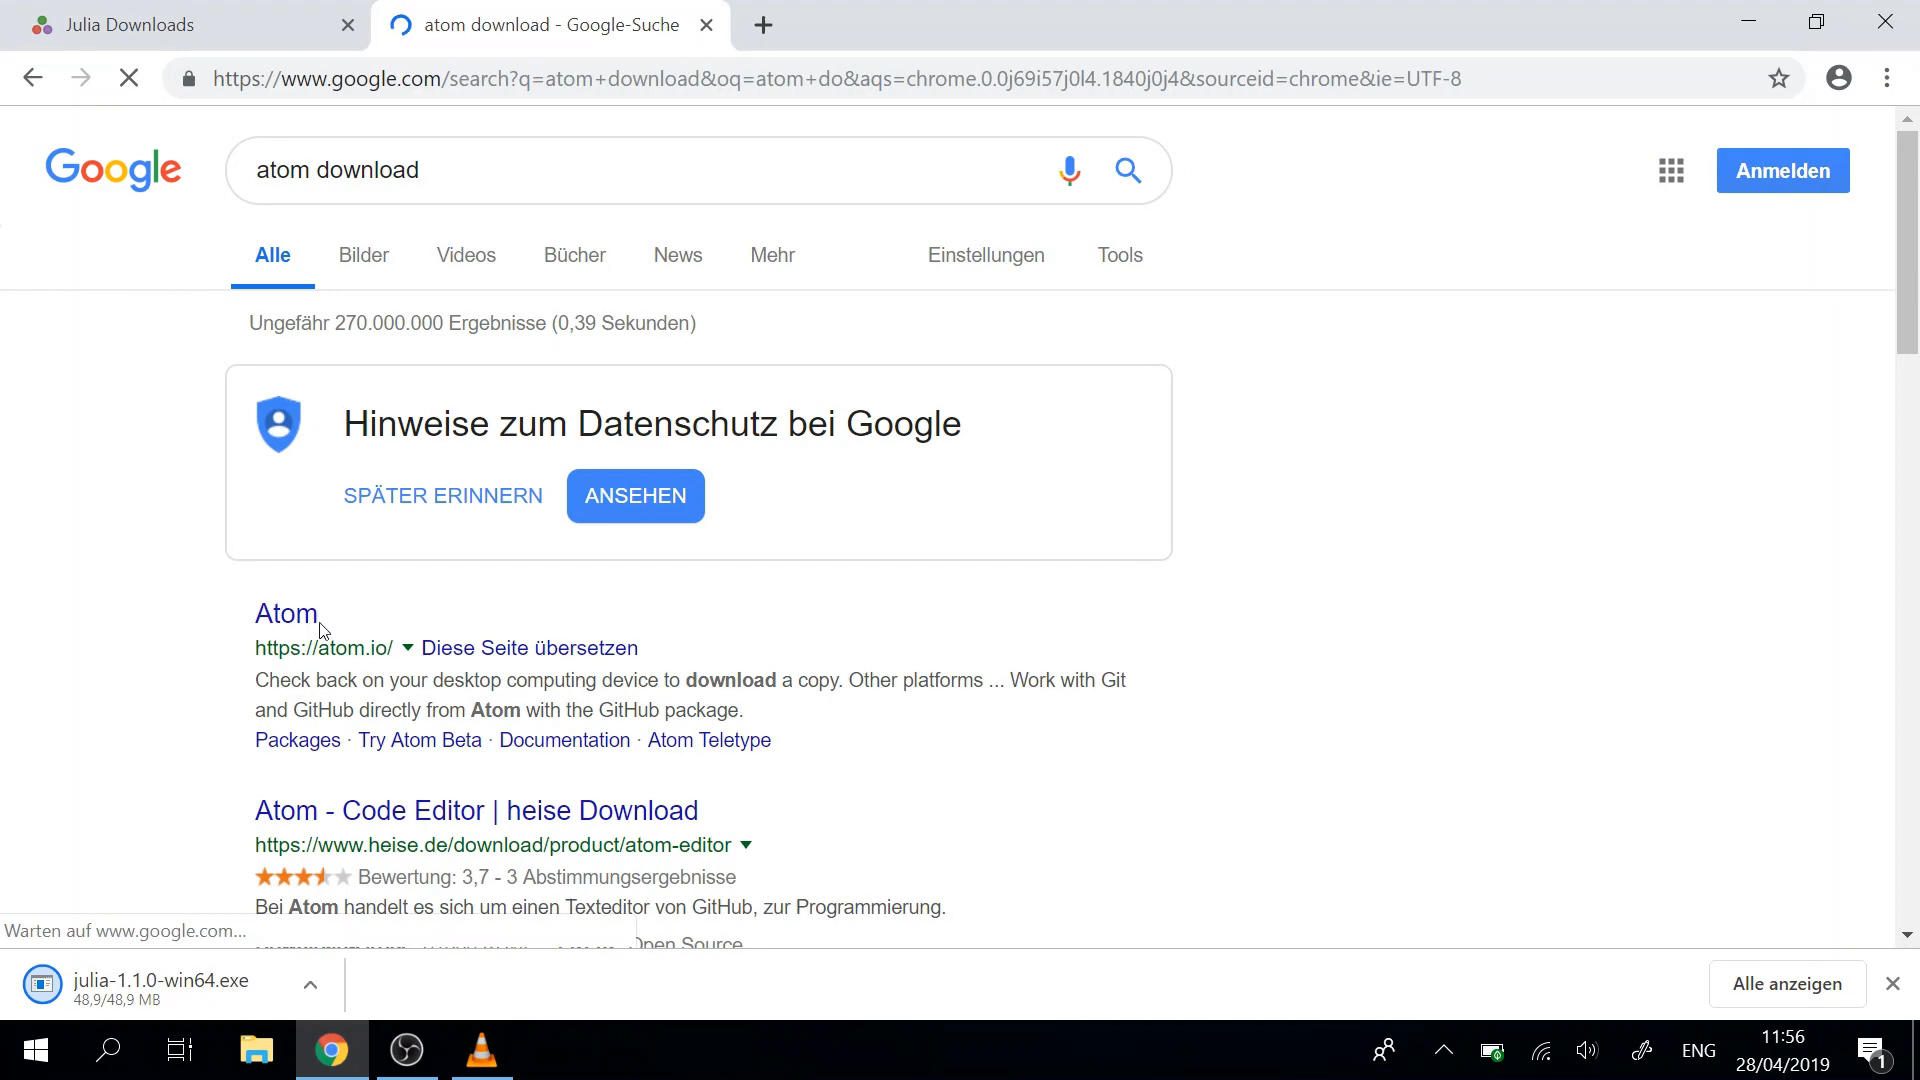 Julia Downloads
atom download - Google-Suche
https://www.google.com/search?q=atom+download&oq=atom+do&aqs=chrome.0.0j69i57j0l4.1840j0j4&sourceid=chrome&ie=UTF-8
Google
atom download
Anmelden
Alle Bilder Videos Bücher News Mehr Einstellungen Tools
Ungefähr 270.000.000 Ergebnisse (0,39 Sekunden)
Hinweise zum Datenschutz bei Google
SPÄTER ERINNERN ANSEHEN
Atom
https://atom.io/ Diese Seite übersetzen
Check back on your desktop computing device to download a copy. Other platforms ... Work with Git
and GitHub directly from Atom with the GitHub package.
Packages · Try Atom Beta · Documentation · Atom Teletype
Atom - Code Editor | heise Download
https://www.heise.de/download/product/atom-editor
Bewertung: 3,7 - 3 Abstimmungsergebnisse
Bei Atom handelt es sich um einen Texteditor von GitHub, zur Programmierung.
Warten auf www.google.com...
Open Source
julia-1.1.0-win64.exe
48,9/48,9 MB
Alle anzeigen
ENG
11:56
28/04/2019
1